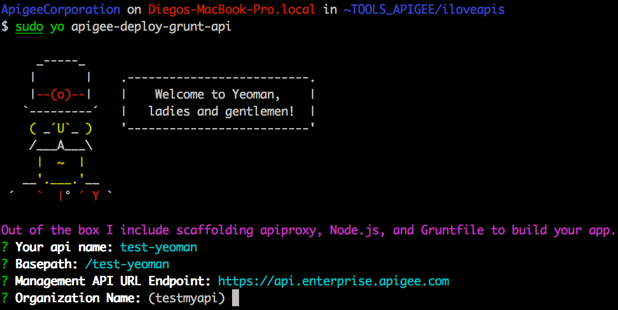 ApigeeCorporation on Diegos-MacBook-Pro.local in ~TOOLS_APIGEE/iloveapis
$ sudo yo apigee-deploy-grunt-api
     _-----_
    |       |    .--------------------------.
    |--(o)--|    |    Welcome to Yeoman,    |
   `---------´   |   ladies and gentlemen!  |
    ( _´U`_ )    '--------------------------'
    /___A___\
     |  ~  |
   __'.___.'__
 ´   `  |° ´ Y `
Out of the box I include scaffolding apiproxy, Node.js, and Gruntfile to build your app.
? Your api name: test-yeoman
? Basepath: /test-yeoman
? Management API URL Endpoint: https://api.enterprise.apigee.com
? Organization Name: (testmyapi)